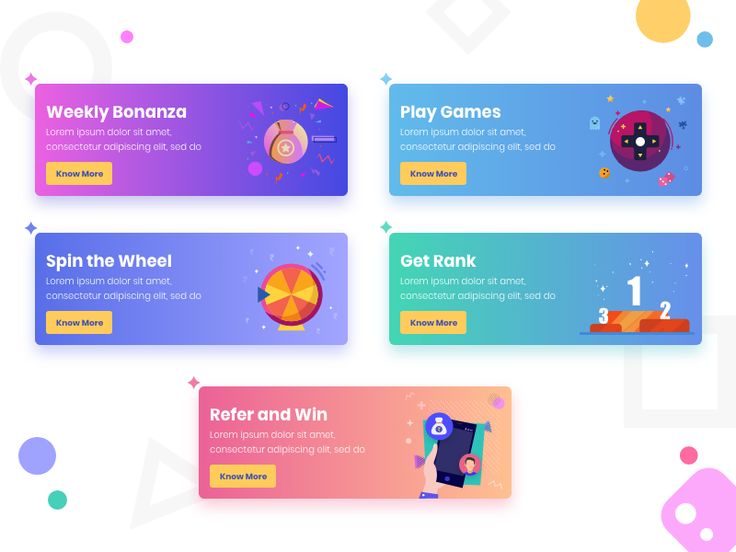 Weekly Bonanza
Lorem ipsum dolor sit amet,
consectetur adipiscing elit, sed do
Know More
Play Games
Lorem ipsum dolor sit amet,
consectetur adipiscing elit, sed do
Know More
Spin the Wheel
Lorem ipsum dolor sit amet,
consectetur adipiscing elit, sed do
Know More
Get Rank
Lorem ipsum dolor sit amet,
consectetur adipiscing elit, sed do
Know More
1
2
3
Refer and Win
Lorem ipsum dolor sit amet,
consectetur adipiscing elit, sed do
Know More